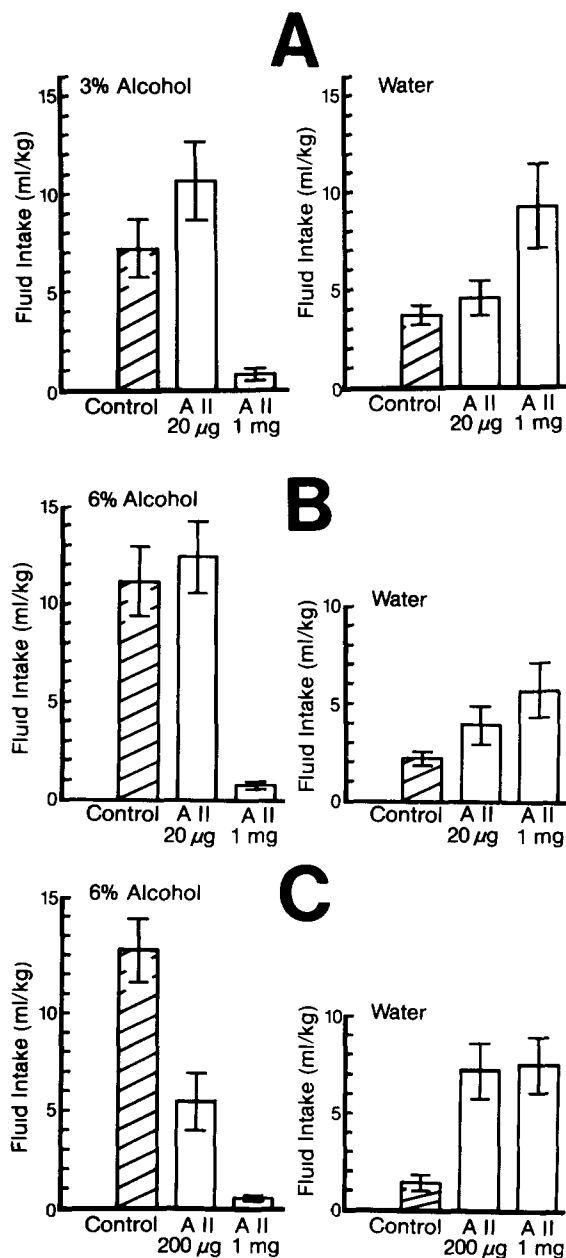 A
3% Alcohol
Fluid Intake (ml/kg)
15
10
5
0
Control
A II
20 µg
A II
1 mg
Water
Fluid Intake (ml/kg)
15
10
5
0
Control
A II
20 µg
A II
1 mg
B
6% Alcohol
Fluid Intake (ml/kg)
15
10
5
0
Control
A II
20 µg
A II
1 mg
Water
Fluid Intake (ml/kg)
10
5
0
Control
A II
20 µg
A II
1 mg
C
6% Alcohol
Fluid Intake (ml/kg)
15
10
5
0
Control
A II
200 µg
A II
1 mg
Water
Fluid Intake (ml/kg)
10
5
0
Control
A II
200 µg
A II
1 mg